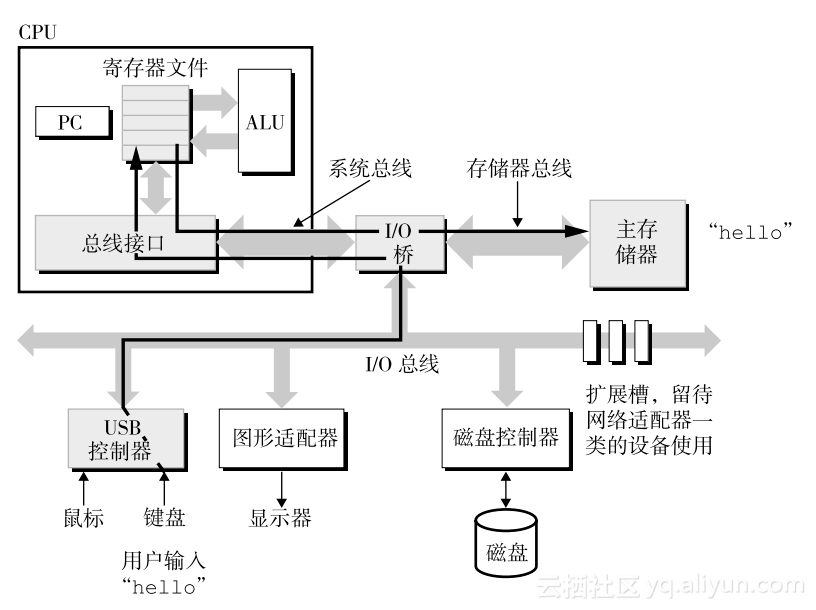 CPU
寄存器文件
PC
ALU
系统总线
存储器总线
总线接口
I/O
桥
主存
储器
“hello”
I/O 总线
扩展槽，留待
网络适配器一
类的设备使用
USB
控制器
图形适配器
磁盘控制器
鼠标
键盘
显示器
磁盘
用户输入
“hello”
云栖社区 yq.aliyun.com